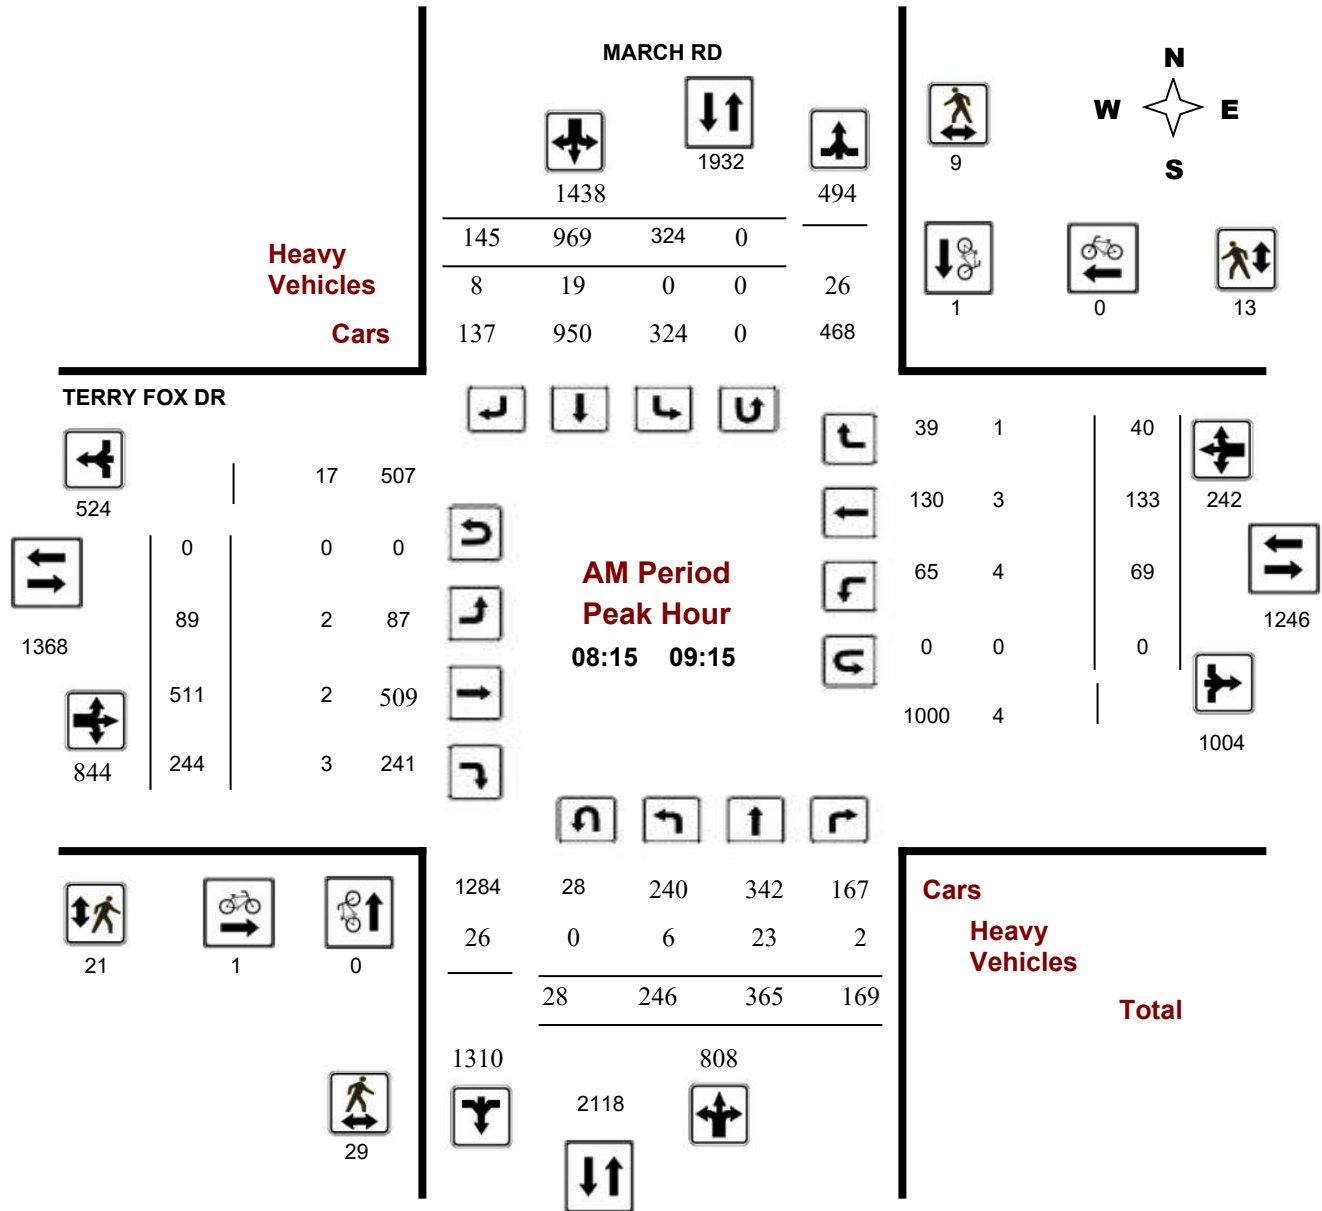 MARCH RD
N
W E
S
1932
9
1438
494
145 969 324 0
Heavy
Vehicles
8 19 0 0 26
1 0 13
Cars
137 950 324 0 468
TERRY FOX DR
39 1 40
17 507
524
130 3 133 242
0 0 0
AM Period
65 4 69
Peak Hour
89 2 87
1246
1368
08:15 09:15
0 0 0
511 2 509
1000 4
1004
844 244 3 241
1284 28 240 342 167
Cars
26 0 6 23 2
Heavy
Vehicles
21 1 0
28 246 365 169
Total
1310 808
2118
29